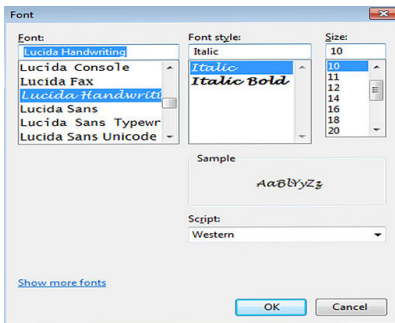 Font
Font: Font style: Size:
Lucida Handwriting Italic 10
Lucida Console Italic 10
Lucida Fax Italic Bold 11
Lucida Handwriti 12
Lucida Sans 14
Lucida Sans Typewr 16
Lucida Sans Unicode 18
20
Sample
AaBbYyZz
Script:
Western
Show more fonts
OK Cancel